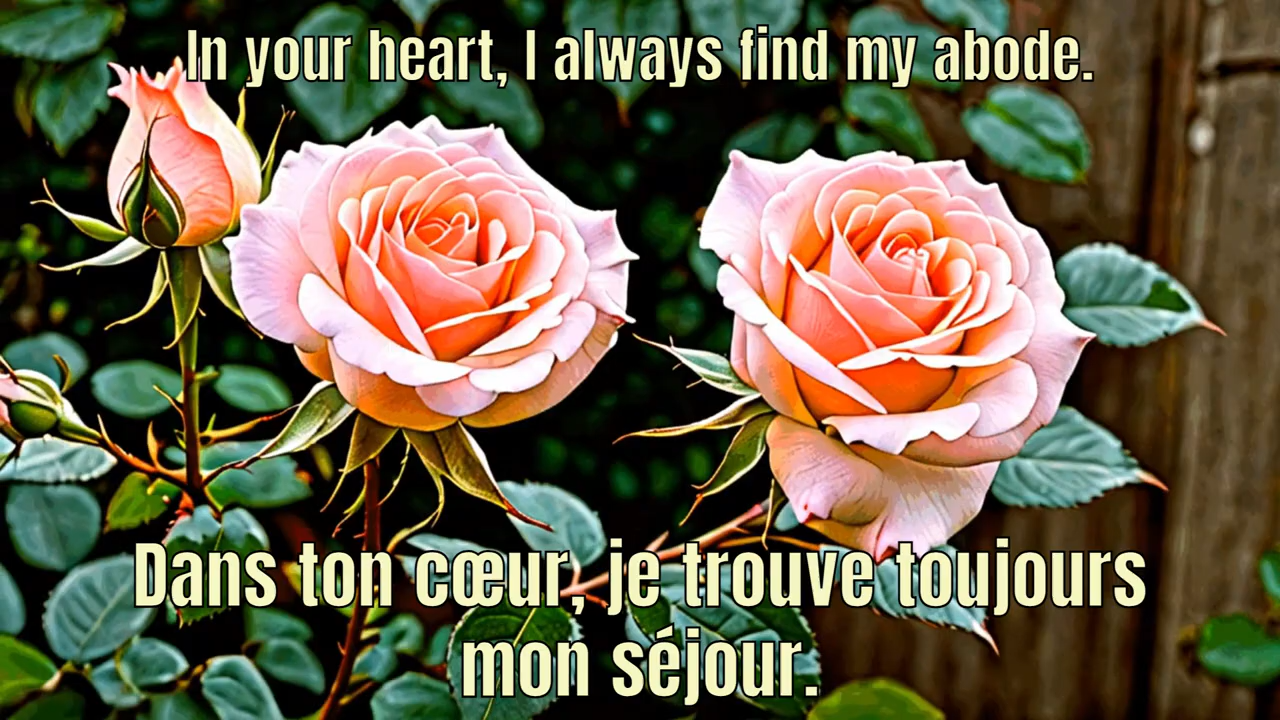 In your heart, I always find my abode.
Dans ton cœur, je trouve toujours
mon séjour.